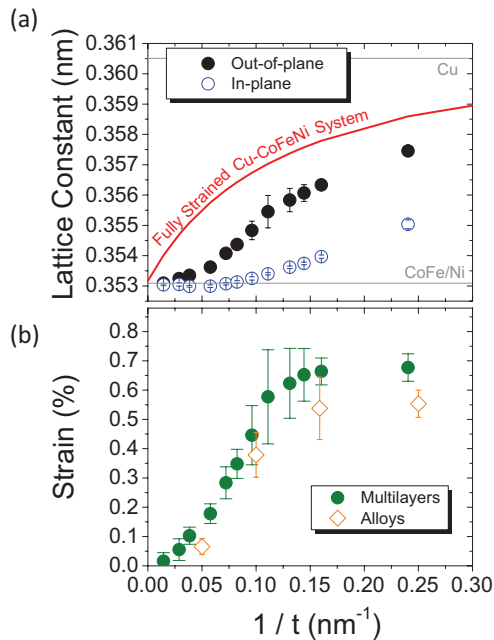 (a)
0.361
0.360
0.359
0.358
0.357
0.356
0.355
0.354
0.353
Lattice Constant (nm)
Out-of-plane
In-plane
Cu
Fully Strained Cu-CoFeNi System
CoFe/Ni
(b)
0.8
0.7
0.6
0.5
0.4
0.3
0.2
0.1
0.0
Strain (%)
Multilayers
Alloys
0.00 0.05 0.10 0.15 0.20 0.25 0.30
1 / t (nm⁻¹)